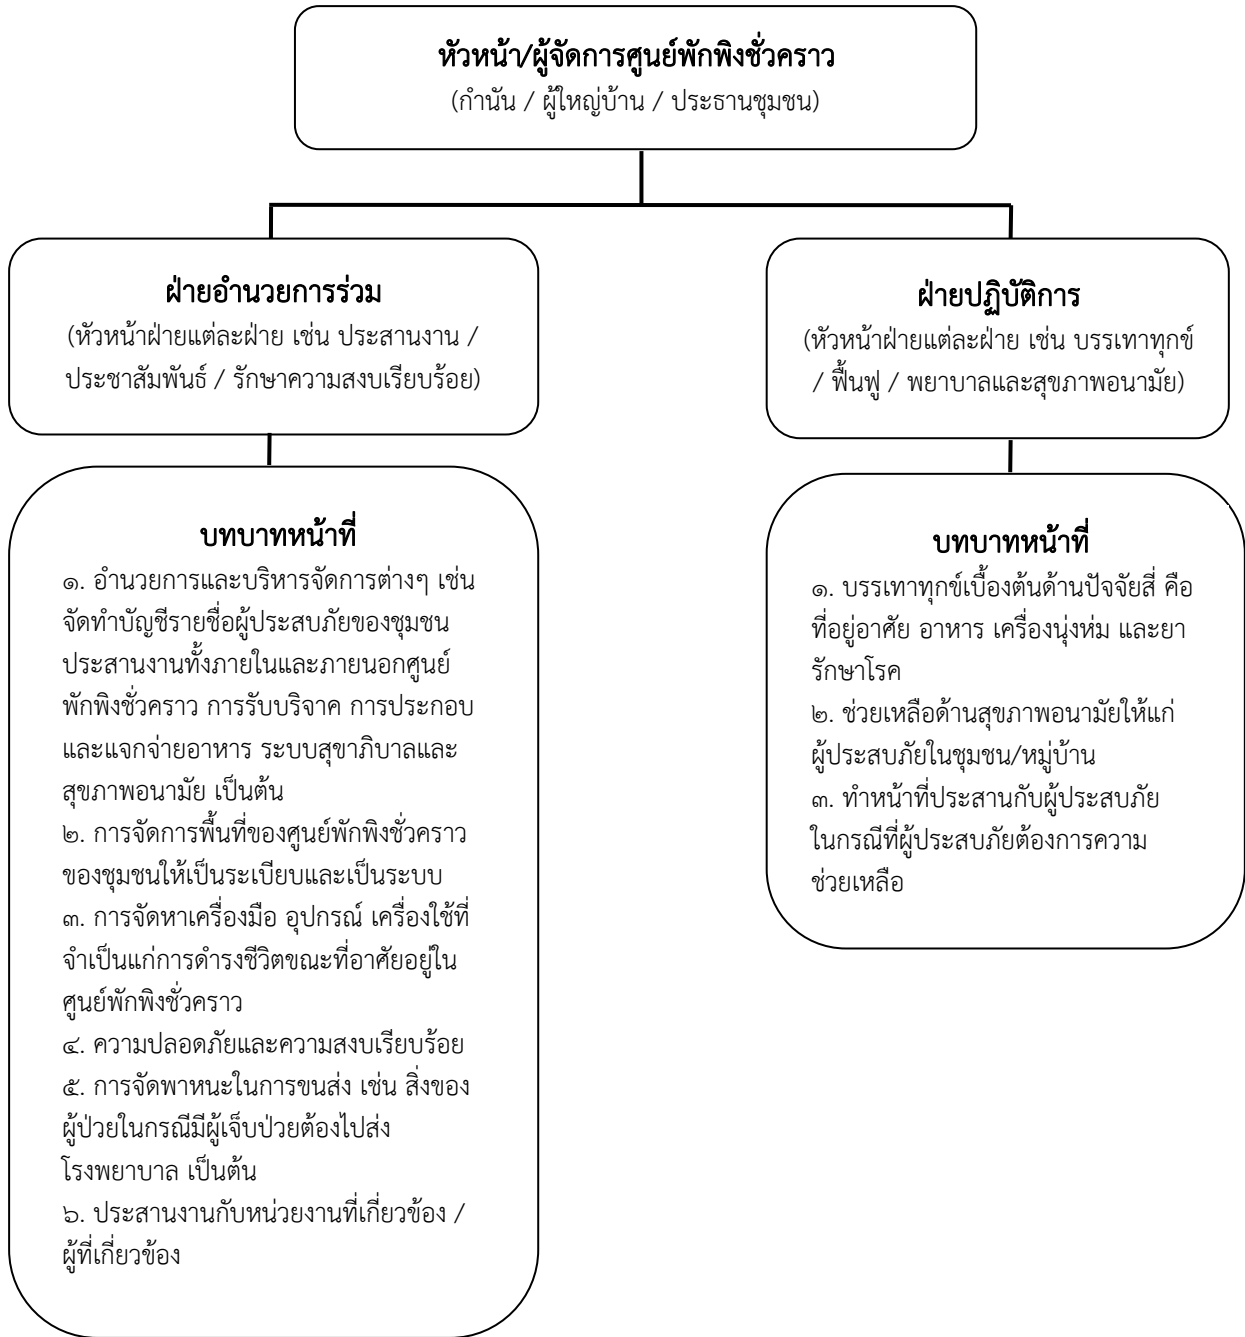 หัวหน้า/ผู้จัดการศูนย์พักพิงชั่วคราว
(กำนัน / ผู้ใหญ่บ้าน / ประธานชุมชน)
ฝ่ายอำนวยการร่วม
(หัวหน้าฝ่ายแต่ละฝ่าย เช่น ประสานงาน /
ประชาสัมพันธ์ / รักษาความสงบเรียบร้อย)
ฝ่ายปฏิบัติการ
(หัวหน้าฝ่ายแต่ละฝ่าย เช่น บรรเทาทุกข์
/ ฟื้นฟู / พยาบาลและสุขภาพอนามัย)
บทบาทหน้าที่
๑. อำนวยการและบริหารจัดการต่างๆ เช่น
จัดทำบัญชีรายชื่อผู้ประสบภัยของชุมชน
ประสานงานทั้งภายในและภายนอกศูนย์
พักพิงชั่วคราว การรับบริจาค การประกอบ
และแจกจ่ายอาหาร ระบบสุขาภิบาลและ
สุขภาพอนามัย เป็นต้น
๒. การจัดการพื้นที่ของศูนย์พักพิงชั่วคราว
ของชุมชนให้เป็นระเบียบและเป็นระบบ
๓. การจัดหาเครื่องมือ อุปกรณ์ เครื่องใช้ที่
จำเป็นแก่การดำรงชีวิตขณะที่อาศัยอยู่ใน
ศูนย์พักพิงชั่วคราว
๔. ความปลอดภัยและความสงบเรียบร้อย
๕. การจัดพาหนะในการขนส่ง เช่น สิ่งของ
ผู้ป่วยในกรณีมีผู้เจ็บป่วยต้องไปส่ง
โรงพยาบาล เป็นต้น
๖. ประสานงานกับหน่วยงานที่เกี่ยวข้อง /
ผู้ที่เกี่ยวข้อง
บทบาทหน้าที่
๑. บรรเทาทุกข์เบื้องต้นด้านปัจจัยสี่ คือ
ที่อยู่อาศัย อาหาร เครื่องนุ่งห่ม และยา
รักษาโรค
๒. ช่วยเหลือด้านสุขภาพอนามัยให้แก่
ผู้ประสบภัยในชุมชน/หมู่บ้าน
๓. ทำหน้าที่ประสานกับผู้ประสบภัย
ในกรณีที่ผู้ประสบภัยต้องการความ
ช่วยเหลือ